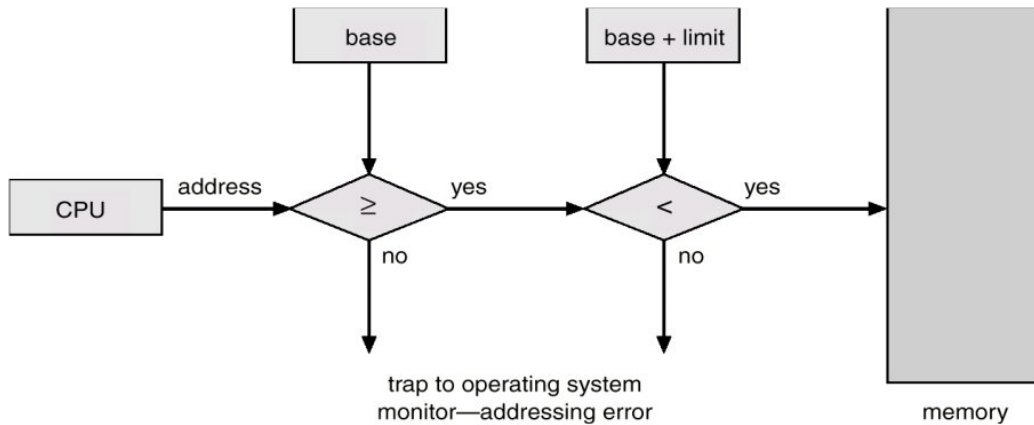 base
base + limit
CPU
address
≥
yes
<
yes
no
no
trap to operating system
monitor—addressing error
memory